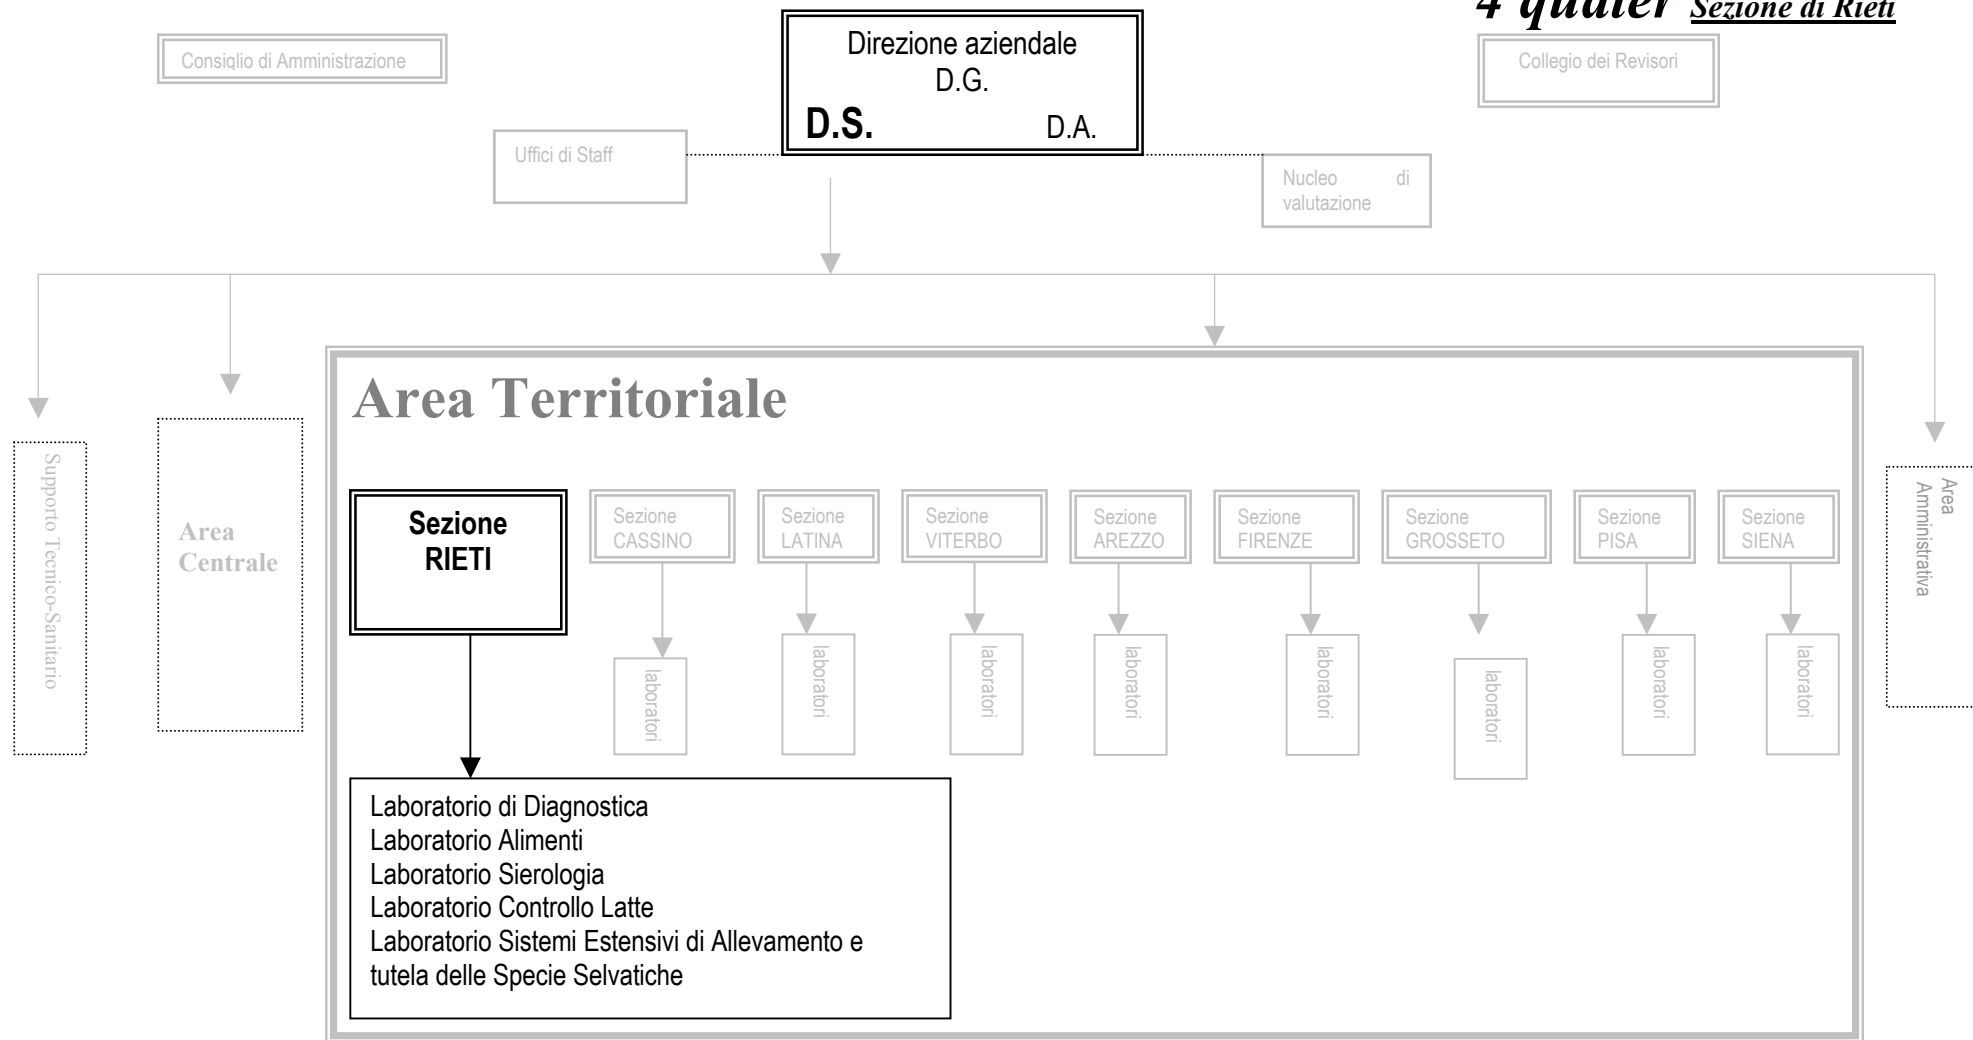 4 quater Sezione di Rieti
Consiglio di Amministrazione
Direzione aziendale
D.G.
D.S. D.A.
Collegio dei Revisori
Uffici di Staff
Nucleo di
valutazione
Area Territoriale
Supporto Tecnico-Sanitario
Area
Centrale
Sezione
RIETI
Sezione
CASSINO
Sezione
LATINA
Sezione
VITERBO
Sezione
AREZZO
Sezione
FIRENZE
Sezione
GROSSETO
Sezione
PISA
Sezione
SIENA
Area
Amministrativa
laboratori
laboratori
laboratori
laboratori
laboratori
laboratori
laboratori
laboratori
Laboratorio di Diagnostica
Laboratorio Alimenti
Laboratorio Sierologia
Laboratorio Controllo Latte
Laboratorio Sistemi Estensivi di Allevamento e
tutela delle Specie Selvatiche